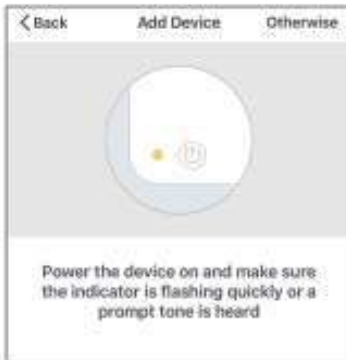 < Back Add Device Otherwise
Power the device on and make sure
the indicator is flashing quickly or a
prompt tone is heard